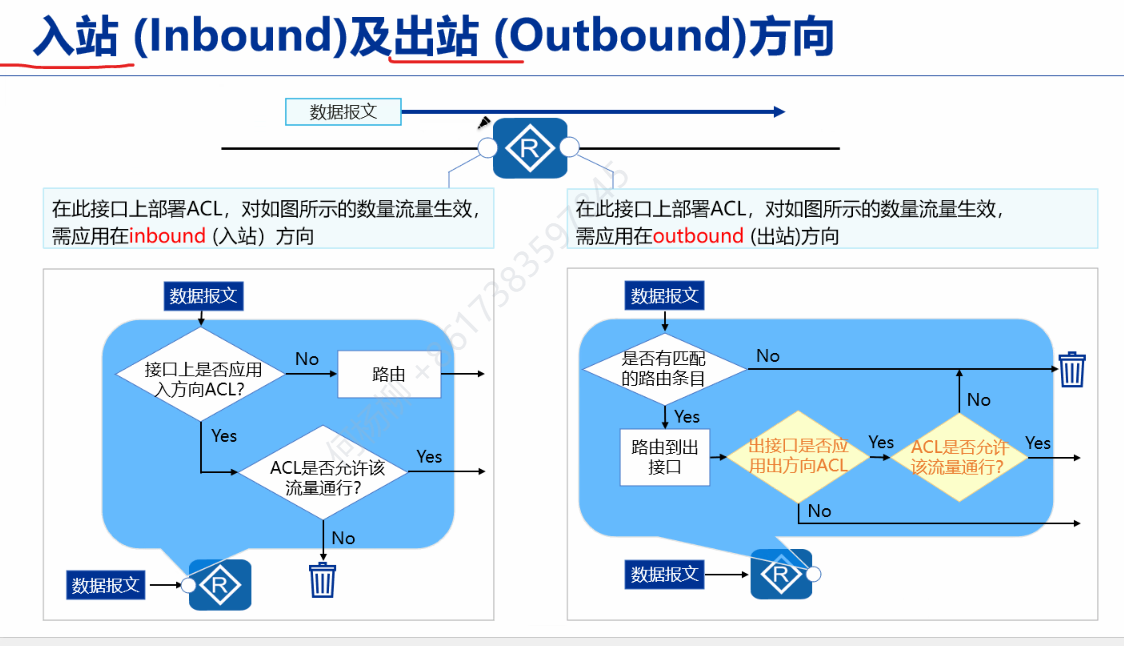 入站 (Inbound)及出站 (Outbound)方向
数据报文
R
在此接口上部署ACL，对如图所示的数量流量生效，
需应用在inbound (入站）方向
在此接口上部署ACL，对如图所示的数量流量生效，
需应用在outbound (出站)方向
数据报文
接口上是否应用
入方向ACL?
No
路由
Yes
ACL是否允许该
流量通行?
Yes
No
数据报文
R
数据报文
是否有匹配
的路由条目
No
Yes
路由到出
接口
出接口是否应
用出方向ACL
Yes
ACL是否允许
该流量通行?
No
Yes
No
数据报文
R